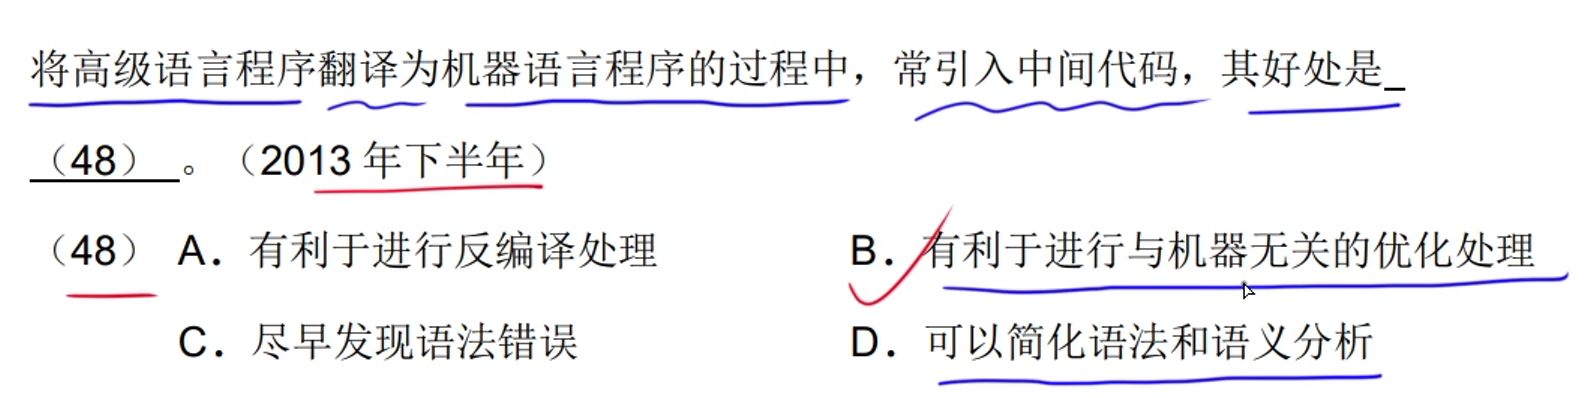 将高级语言程序翻译为机器语言程序的过程中，常引入中间代码，其好处是_
（48） 。（2013 年下半年）
（48） A．有利于进行反编译处理 B．有利于进行与机器无关的优化处理
C．尽早发现语法错误 D．可以简化语法和语义分析